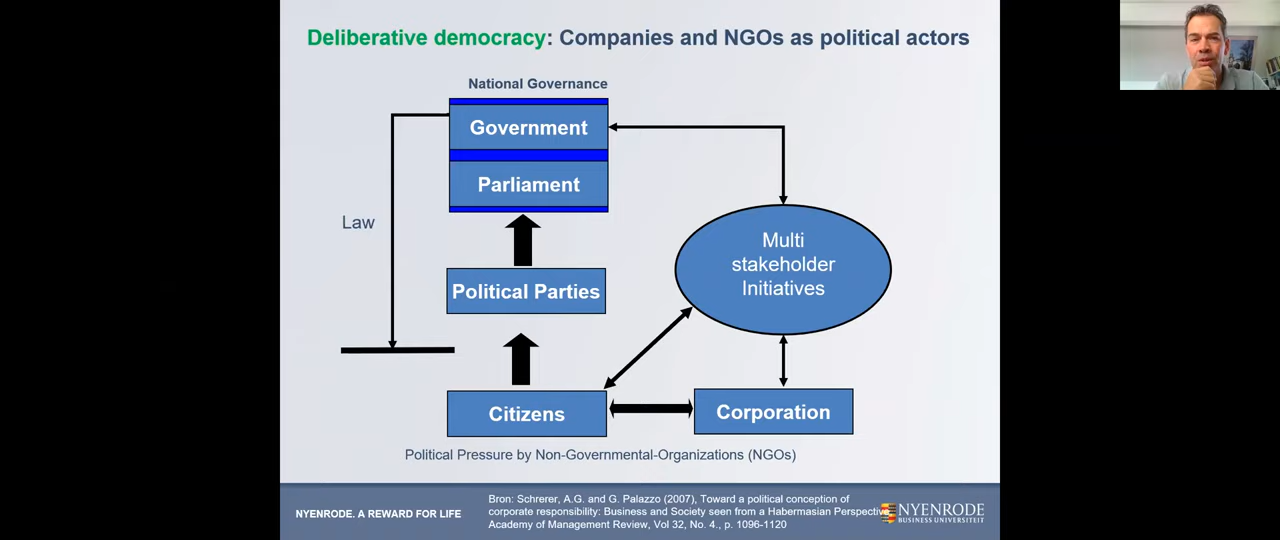 Deliberative democracy: Companies and NGOs as political actors
National Governance
Government
Parliament
Law
Multi
stakeholder
Initiatives
Political Parties
Citizens
Corporation
Political Pressure by Non-Governmental-Organizations (NGOs)
NYENRODE. A REWARD FOR LIFE
Bron: Schrerer, A.G. and G. Palazzo (2007), Toward a political conception of
corporate responsibility: Business and Society seen from a Habermasian Perspective
Academy of Management Review, Vol 32, No. 4., p. 1096-1120
NYENRODE
BUSINESS UNIVERSITEIT